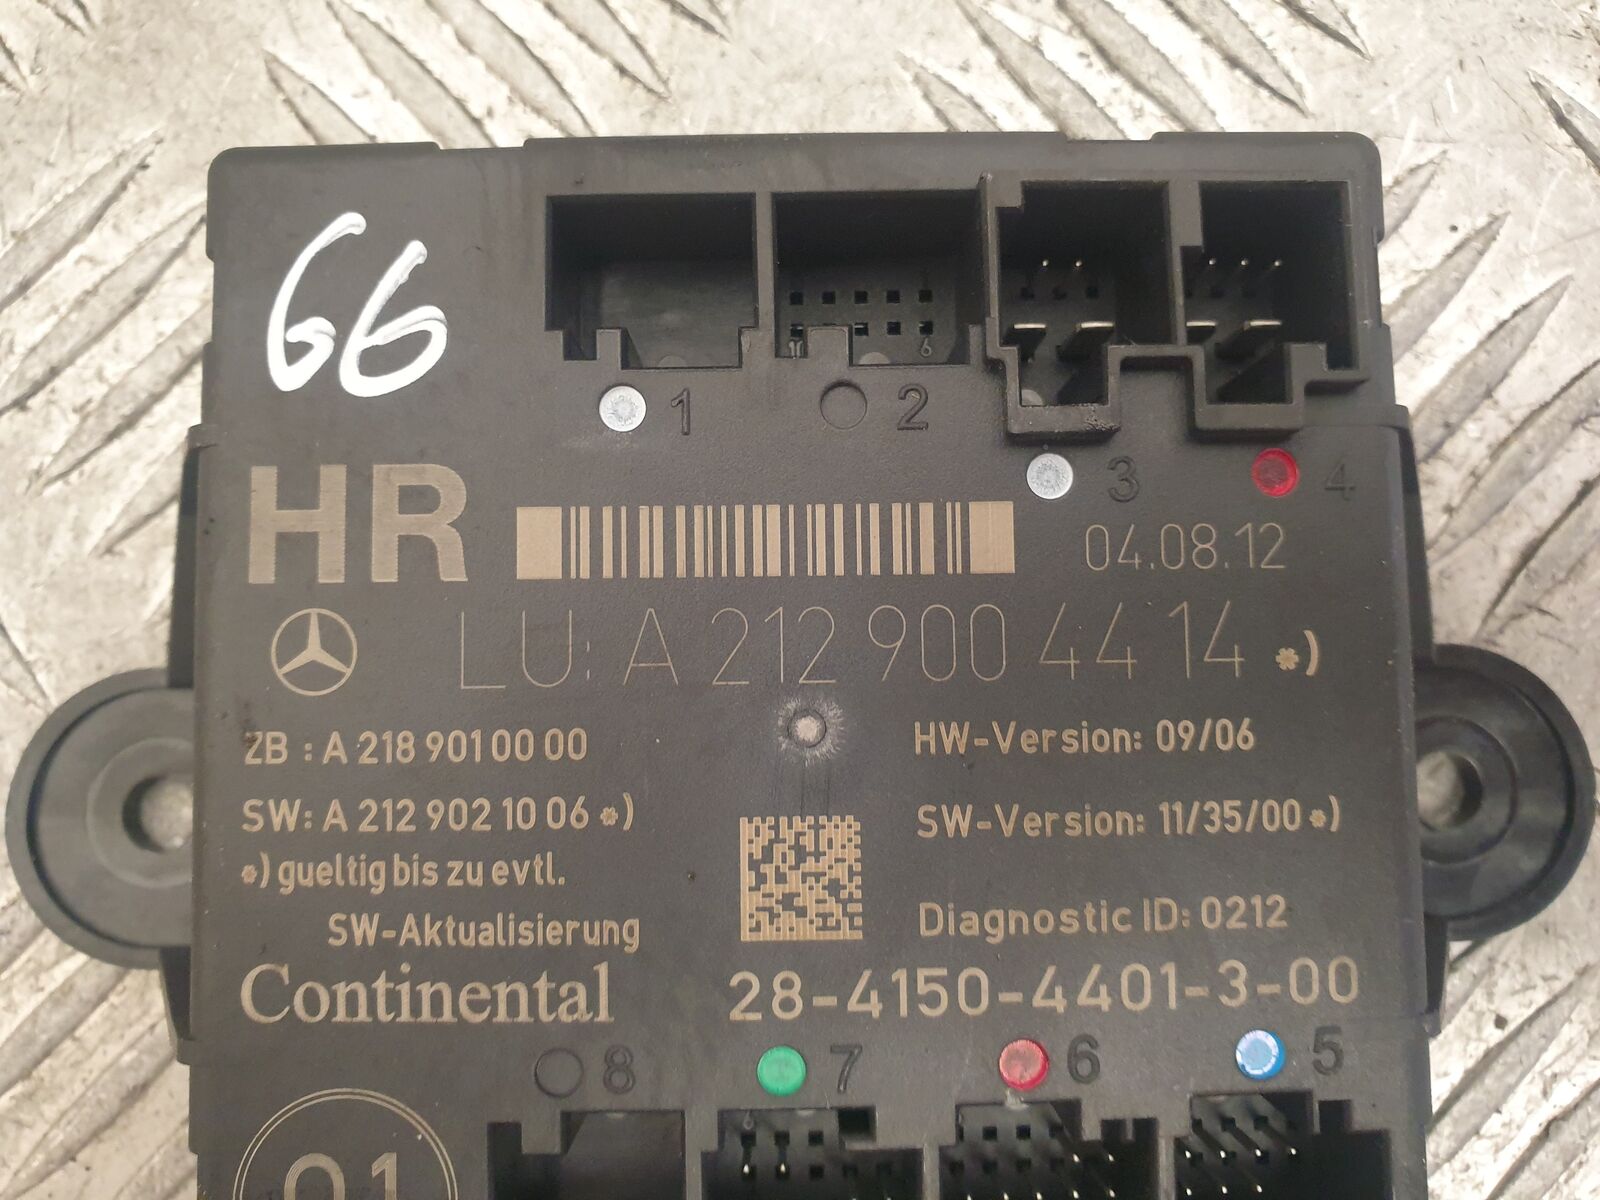 66
1 2
3 4
HR
04.08.12
LU: A 212 900 44 14 *)
ZB : A 218 901 00 00
HW-Version: 09/06
SW: A 212 902 10 06 *)
SW-Version: 11/35/00 *)
*) gueltig bis zu evtl.
SW-Aktualisierung
Diagnostic ID: 0212
Continental
28-4150-4401-3-00
8 7 6 5